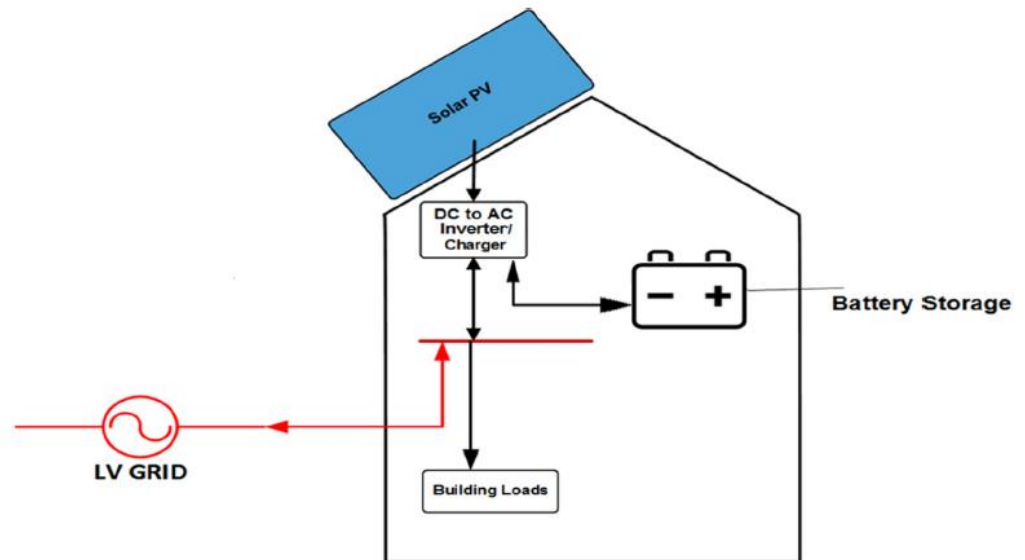 Solar PV
DC to AC
Inverter/
Charger
Battery Storage
LV GRID
Building Loads